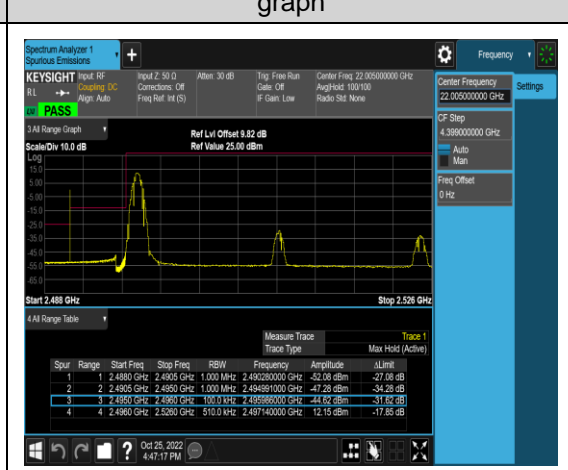 graph
Spectrum Analyzer 1
Spurious Emissions
+
Frequency
KEYSIGHT
RL
Input: RF
Coupling: DC
Align: Auto
Input Z: 50 Ω
Corrections: Off
Freq Ref: Int (S)
Atten: 30 dB
Trig: Free Run
Gate: Off
IF Gain: Low
Center Freq: 22.005000000 GHz
Avg|Hold: 100/100
Radio Std: None
PASS
Center Frequency
22.005000000 GHz
Settings
CF Step
4.399000000 GHz
Auto
Man
Freq Offset
0 Hz
3 All Range Graph
Scale/Div 10.0 dB
Ref Lvl Offset 9.82 dB
Ref Value 25.00 dBm
Log
15.0
5.00
-5.00
-15.0
-25.0
-35.0
-45.0
-55.0
-65.0
Start 2.488 GHz
Stop 2.526 GHz
4 All Range Table
Measure Trace Trace 1
Trace Type Max Hold (Active)
Spur Range Start Freq Stop Freq RBW Frequency Amplitude ΔLimit
1 1 2.4880 GHz 2.4905 GHz 1.000 MHz 2.490280000 GHz -52.08 dBm -27.08 dB
2 2 2.4905 GHz 2.4950 GHz 1.000 MHz 2.494991000 GHz -47.28 dBm -34.28 dB
3 3 2.4950 GHz 2.4960 GHz 100.0 kHz 2.495986000 GHz -44.62 dBm -31.62 dB
4 4 2.4960 GHz 2.5260 GHz 510.0 kHz 2.497140000 GHz 12.15 dBm -17.85 dB
?
Oct 25, 2022
4:47:17 PM